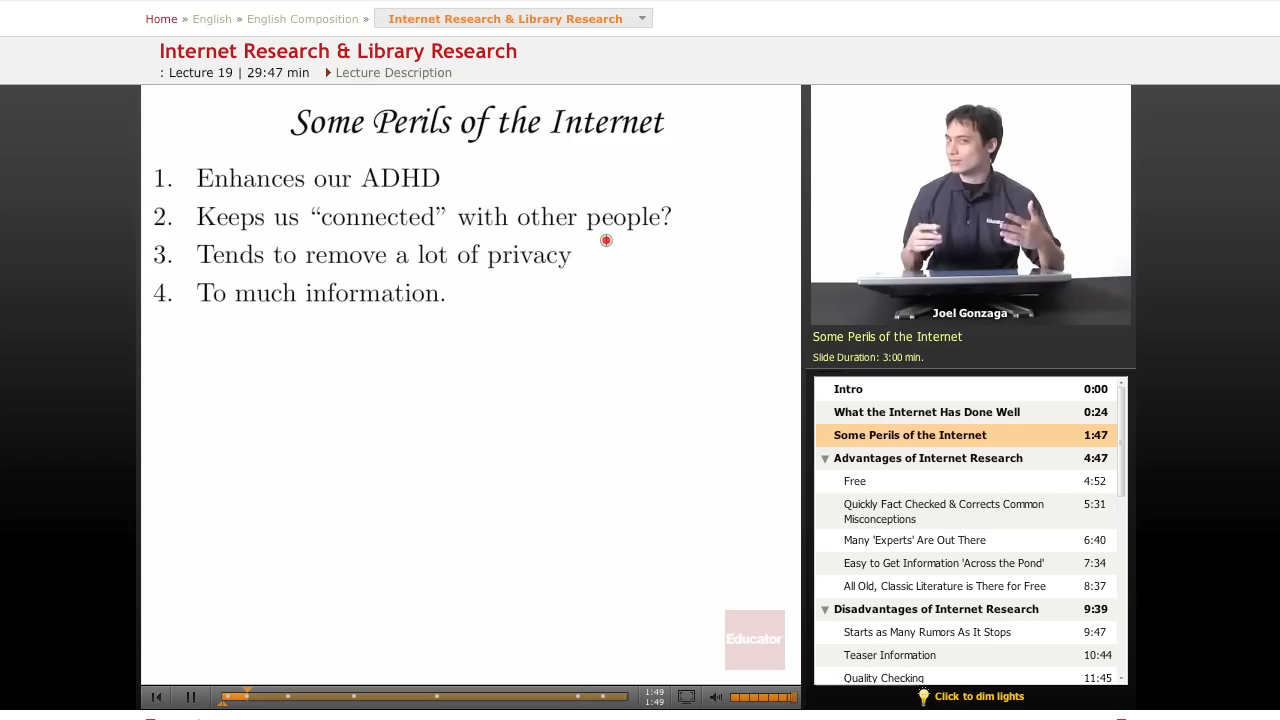 Home » English » English Composition » Internet Research & Library Research
Internet Research & Library Research
: Lecture 19 | 29:47 min Lecture Description
Some Perils of the Internet
1. Enhances our ADHD
2. Keeps us “connected” with other people?
3. Tends to remove a lot of privacy
4. To much information.
Educator
Joel Gonzaga
Some Perils of the Internet
Slide Duration: 3:00 min.
Intro 0:00
What the Internet Has Done Well 0:24
Some Perils of the Internet 1:47
Advantages of Internet Research 4:47
Free 4:52
Quickly Fact Checked & Corrects Common 5:31
Misconceptions
Many 'Experts' Are Out There 6:40
Easy to Get Information 'Across the Pond' 7:34
All Old, Classic Literature is There for Free 8:37
Disadvantages of Internet Research 9:39
Starts as Many Rumors As It Stops 9:47
Teaser Information 10:44
Quality Checking 11:45
1:49
1:49
Click to dim lights